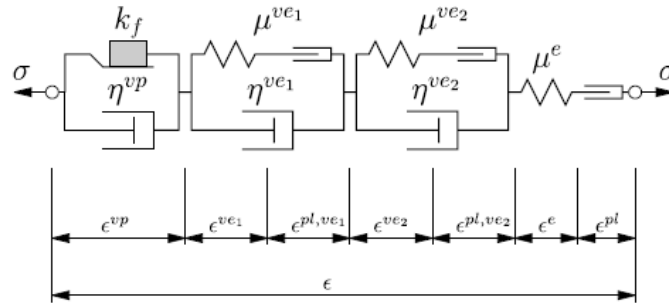 k_f μ^{ve_1} μ^{ve_2} μ^e
σ η^{vp} η^{ve_1} η^{ve_2} σ
ϵ^{vp} ϵ^{ve_1} ϵ^{pl,ve_1} ϵ^{ve_2} ϵ^{pl,ve_2} ϵ^e ϵ^{pl}
ϵ